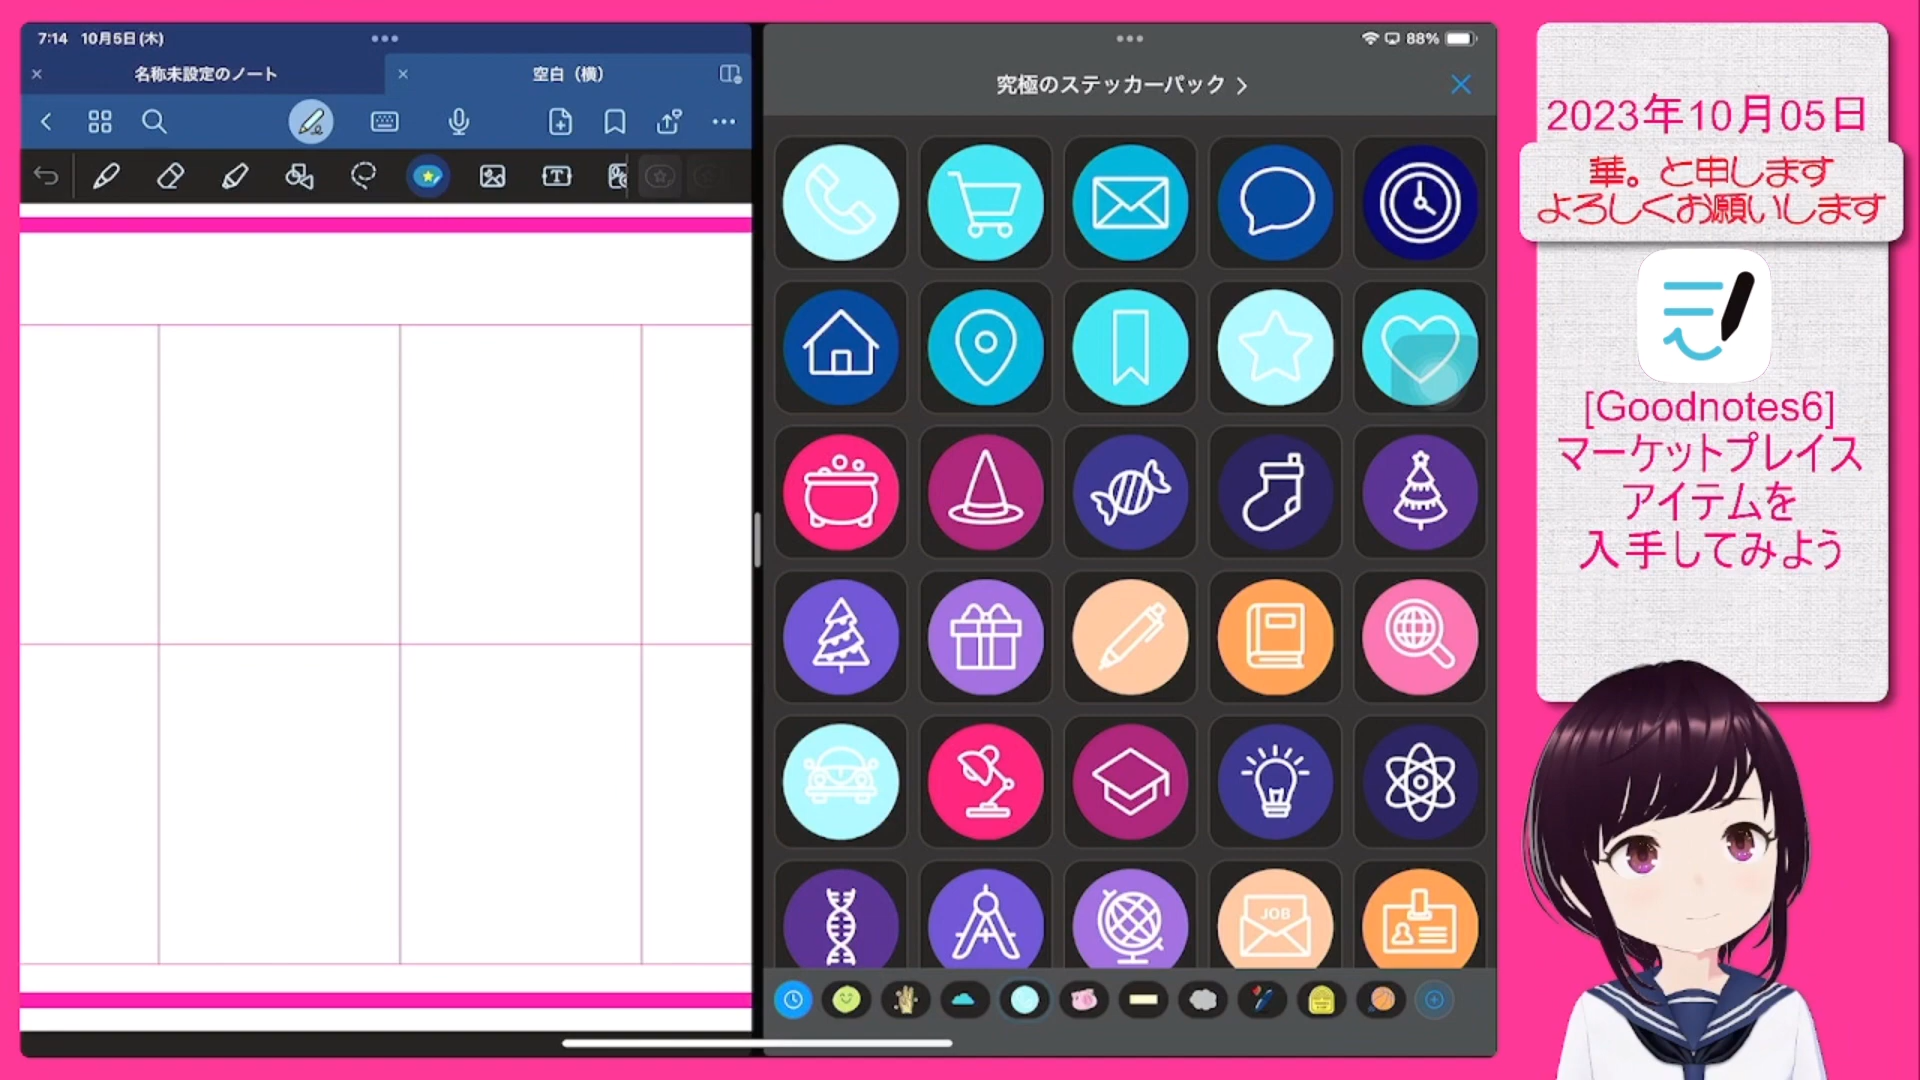 7:14 10月5日(木)
88%
名称未設定のノート
空白（横）
究極のステッカーパック
T
JOB
2023年10月05日
華。と申します
よろしくお願いします
[Goodnotes6]
マーケットプレイス
アイテムを
入手してみよう